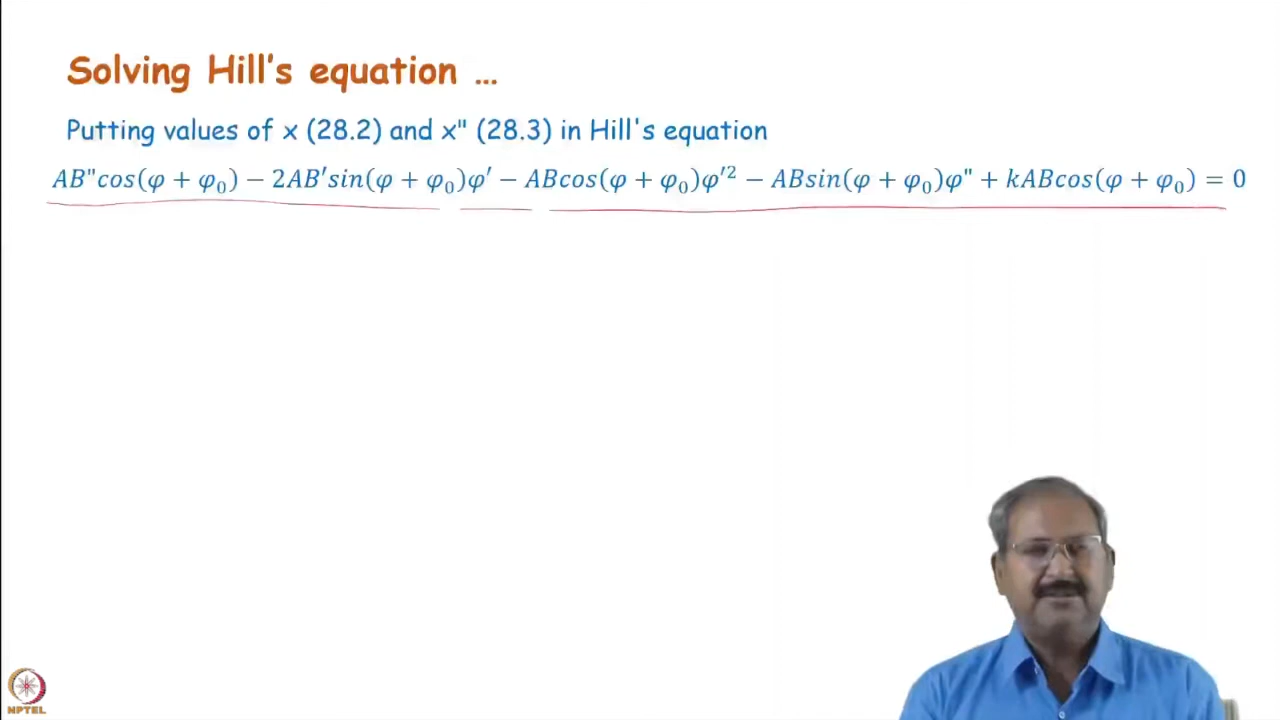 Solving Hill's equation ...
Putting values of x (28.2) and x" (28.3) in Hill's equation
AB"cos(φ + φ₀) − 2AB′sin(φ + φ₀)φ′ − ABcos(φ + φ₀)φ′² − ABsin(φ + φ₀)φ" + kABcos(φ + φ₀) = 0
NPTEL